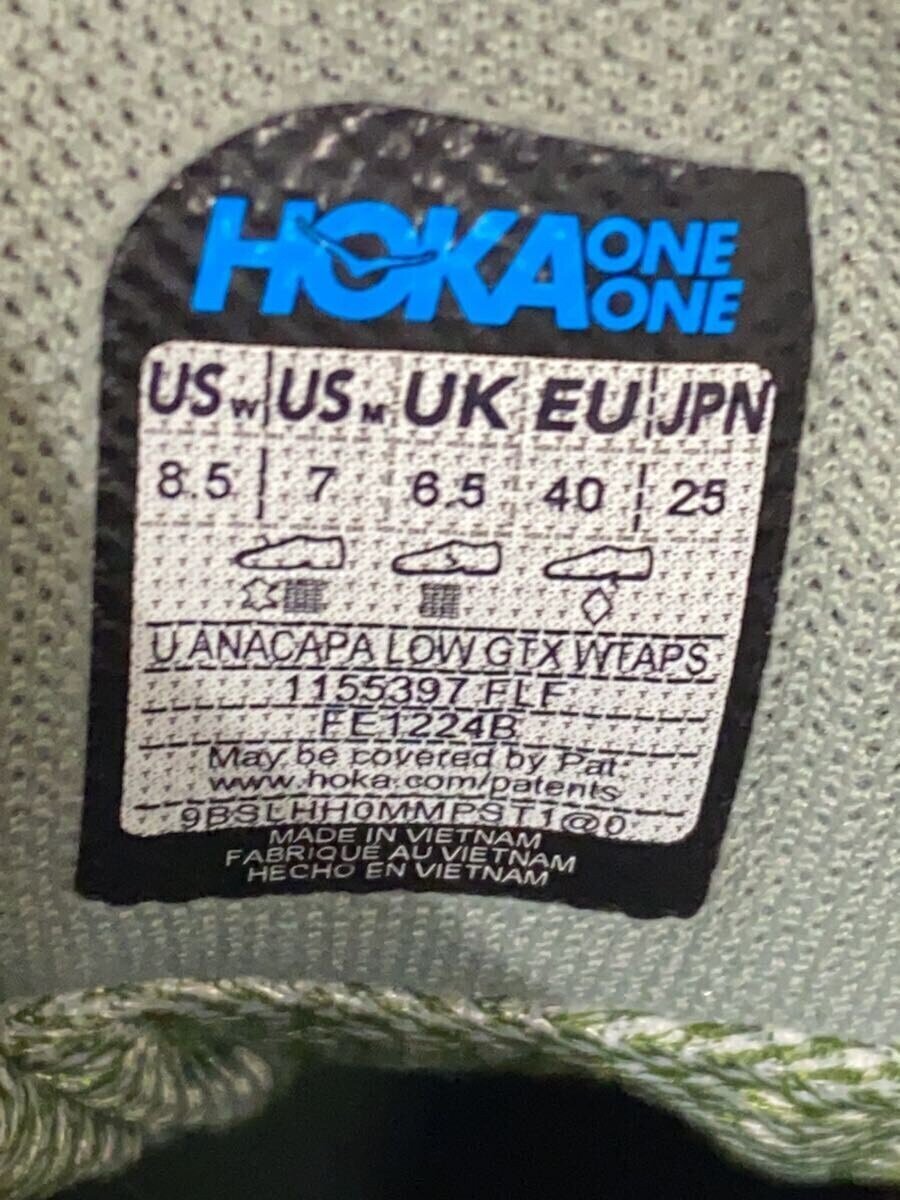 HOKA ONE ONE
US W US M UK EU JPN
8.5 7 6.5 40 25
U ANACAPA LOW GTX WTAPS
1155397 FLF
FE1224B
May be covered by Pat.
www.hoka.com/patents
9BSLHH0MMPST1@0
MADE IN VIETNAM
FABRIQUE AU VIETNAM
HECHO EN VIETNAM